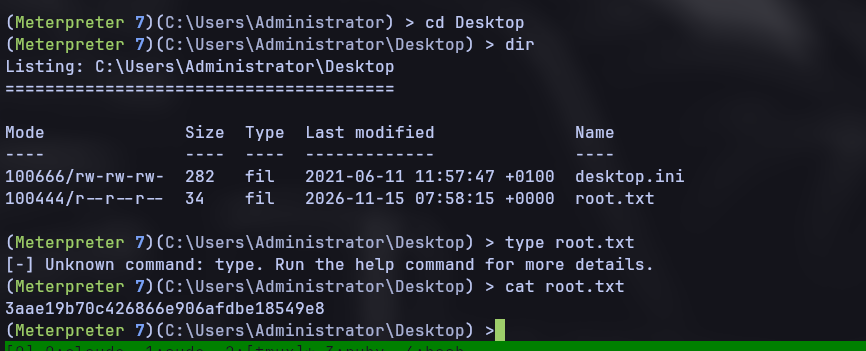 (Meterpreter 7)(C:\Users\Administrator) > cd Desktop
(Meterpreter 7)(C:\Users\Administrator\Desktop) > dir
Listing: C:\Users\Administrator\Desktop
=======================================
Mode              Size  Type  Last modified              Name
----              ----  ----  -------------              ----
100666/rw-rw-rw-  282   fil   2021-06-11 11:57:47 +0100  desktop.ini
100444/r--r--r--  34    fil   2026-11-15 07:58:15 +0000  root.txt
(Meterpreter 7)(C:\Users\Administrator\Desktop) > type root.txt
[-] Unknown command: type. Run the help command for more details.
(Meterpreter 7)(C:\Users\Administrator\Desktop) > cat root.txt
3aae19b70c426866e906afdbe18549e8
(Meterpreter 7)(C:\Users\Administrator\Desktop) >